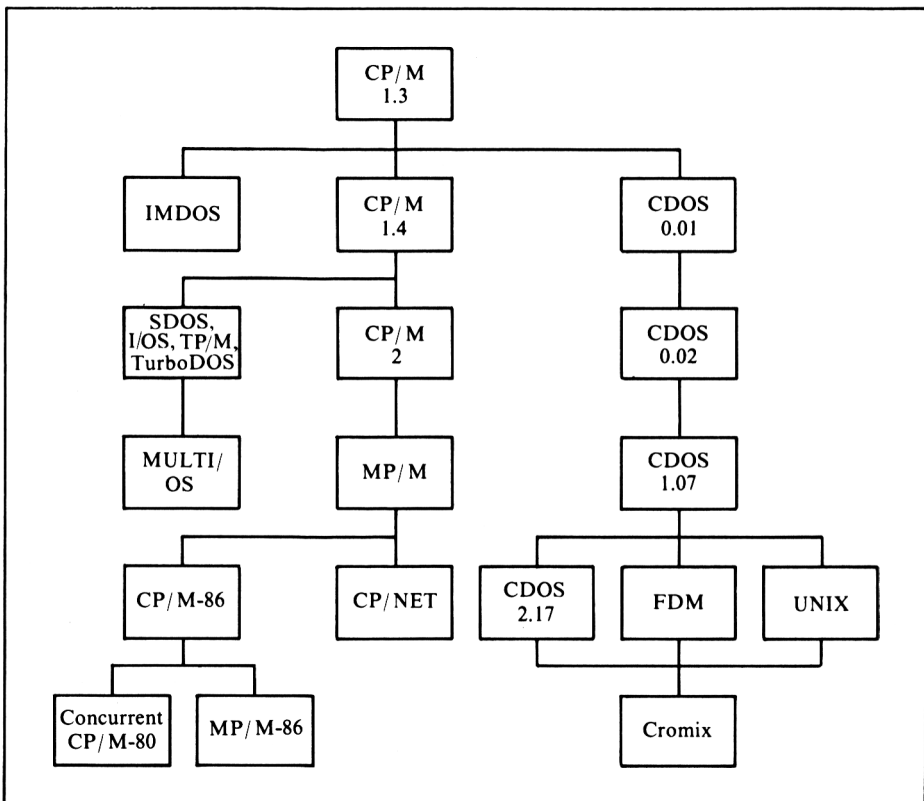 CP/M
1.3
IMDOS
CP/M
1.4
CDOS
0.01
SDOS,
I/OS, TP/M,
TurboDOS
CP/M
2
CDOS
0.02
MULTI/
OS
MP/M
CDOS
1.07
CP/M-86
CP/NET
CDOS
2.17
FDM
UNIX
Concurrent
CP/M-80
MP/M-86
Cromix